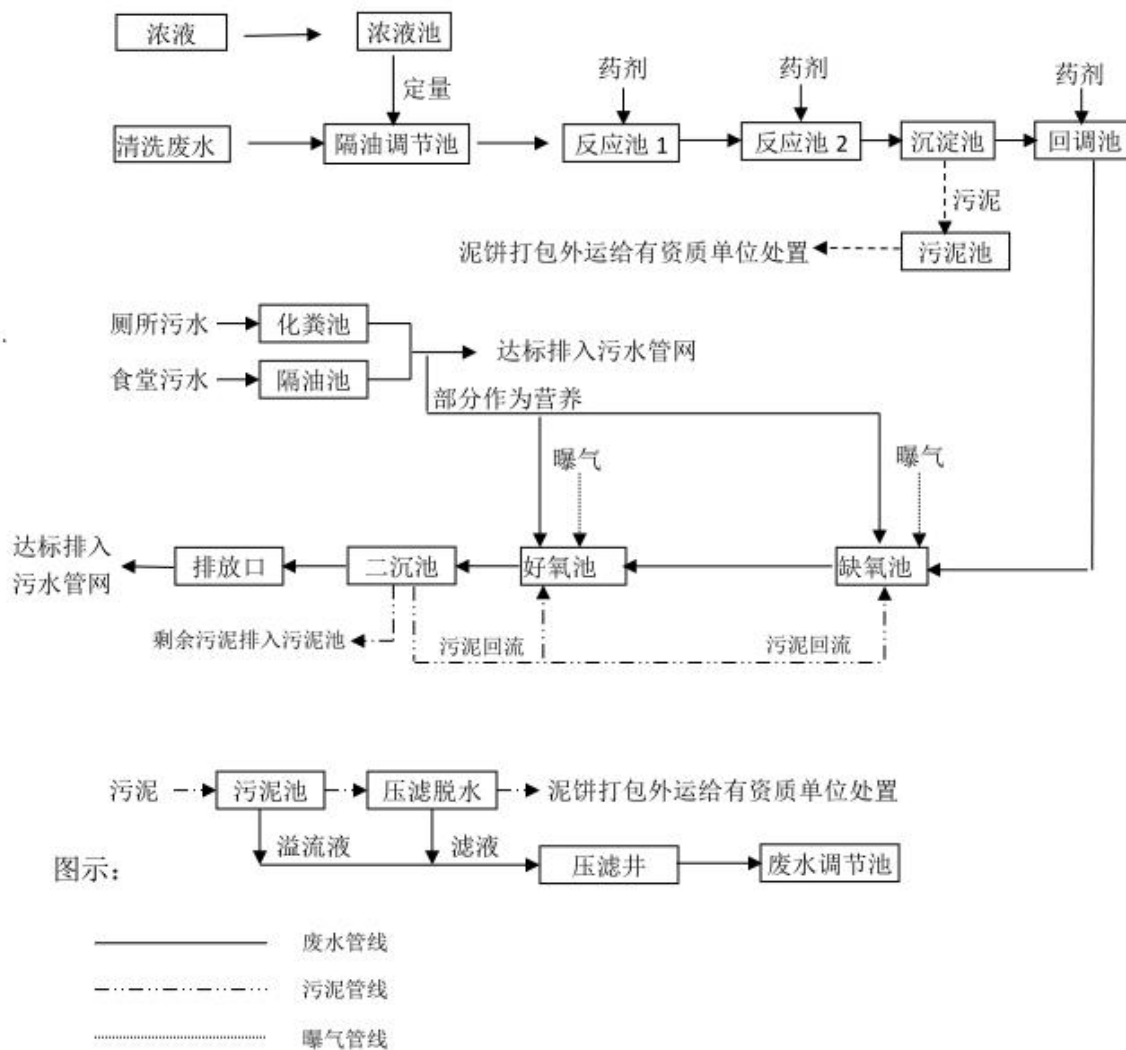 浓液
浓液池
定量
药剂
药剂
药剂
清洗废水
隔油调节池
反应池 1
反应池 2
沉淀池
回调池
污泥
泥饼打包外运给有资质单位处置
污泥池
厕所污水
化粪池
达标排入污水管网
食堂污水
隔油池
部分作为营养
曝气
曝气
达标排入
污水管网
排放口
二沉池
好氧池
缺氧池
剩余污泥排入污泥池
污泥回流
污泥回流
污泥
污泥池
压滤脱水
泥饼打包外运给有资质单位处置
溢流液
滤液
压滤井
废水调节池
图示：
废水管线
污泥管线
曝气管线